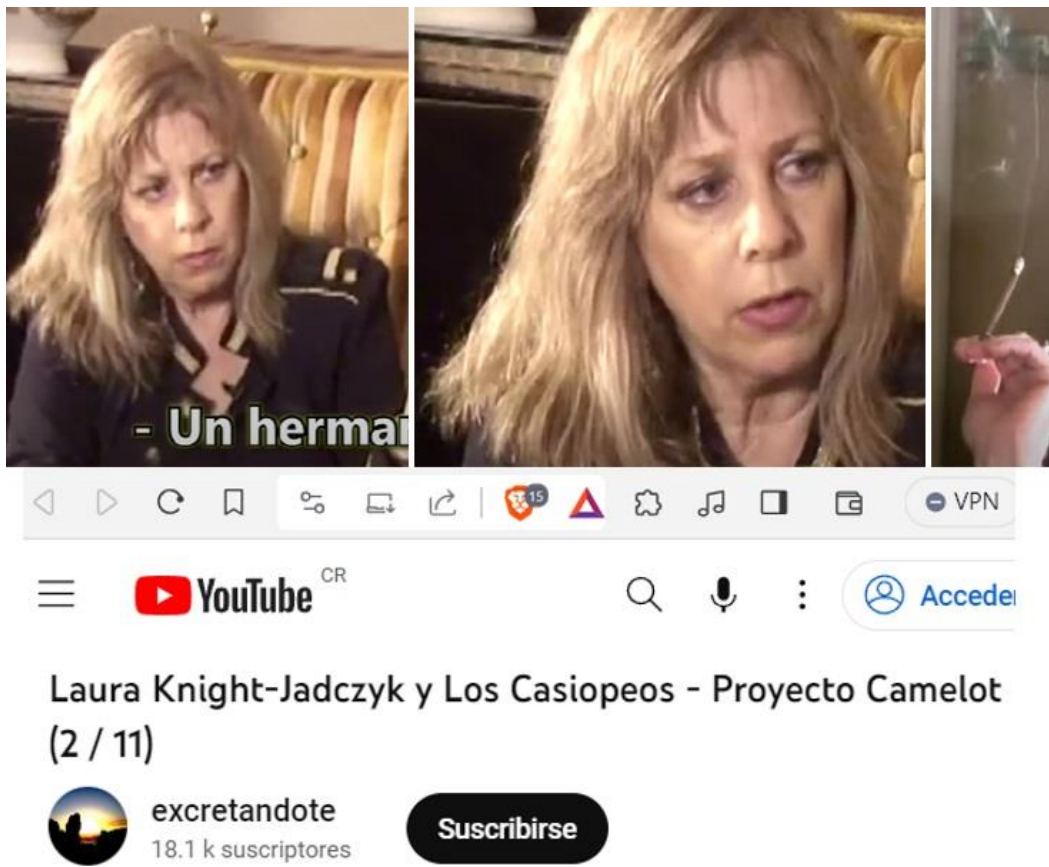 - Un herma
15
VPN
YouTube CR
Acceder
Laura Knight-Jadczyk y Los Casiopeos - Proyecto Camelot
(2 / 11)
excretandote
18.1 k suscriptores
Suscribirse